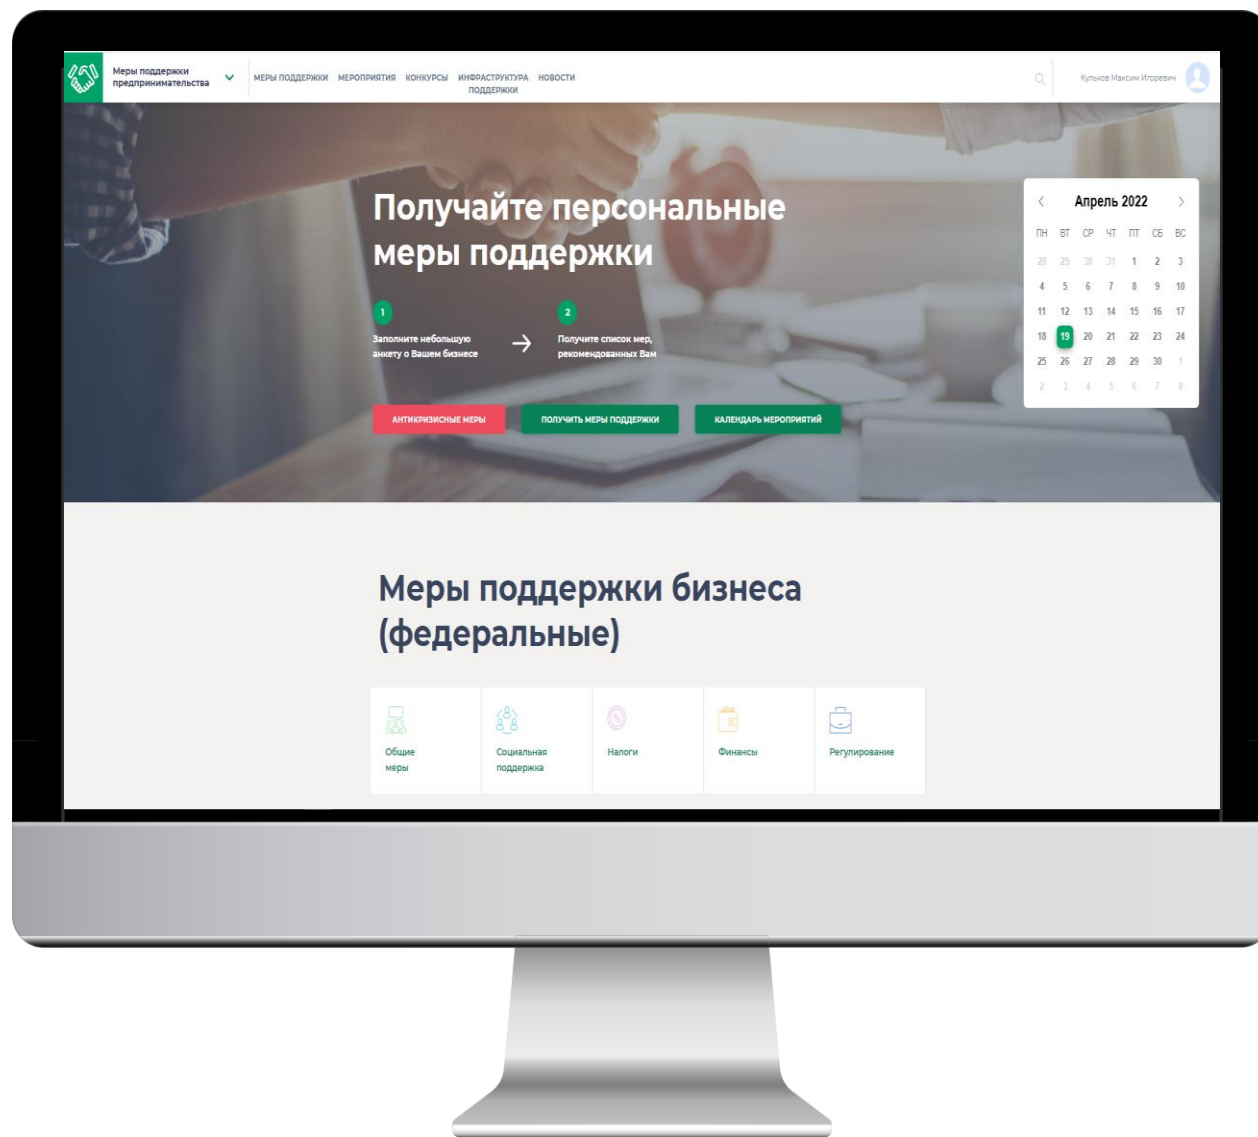 Меры поддержки
предпринимательства
МЕРЫ ПОДДЕРЖКИ МЕРОПРИЯТИЯ КОНКУРСЫ ИНФРАСТРУКТУРА ПОДДЕРЖКИ НОВОСТИ
Кульков Максим Игоревич
Получайте персональные
меры поддержки
1
Заполните небольшую
анкету о Вашем бизнесе
2
Получите список мер,
рекомендованных Вам
АНТИКРИЗИСНЫЕ МЕРЫ
ПОЛУЧИТЬ МЕРЫ ПОДДЕРЖКИ
КАЛЕНДАРЬ МЕРОПРИЯТИЙ
Апрель 2022
ПН ВТ СР ЧТ ПТ СБ ВС
28 29 30 31 1 2 3
4 5 6 7 8 9 10
11 12 13 14 15 16 17
18 19 20 21 22 23 24
25 26 27 28 29 30 1
2 3 4 5 6 7 8
Меры поддержки бизнеса
(федеральные)
Общие
меры
Социальная
поддержка
Налоги
Финансы
Регулирование